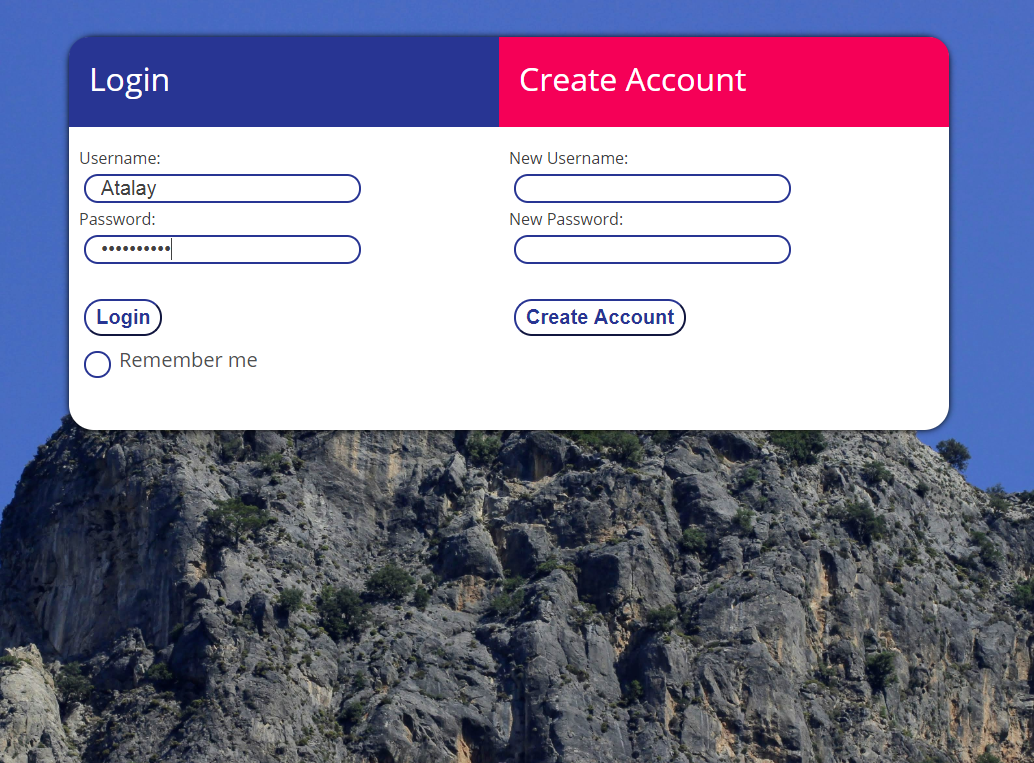 Login
Create Account
Username:
Atalay
Password:
••••••••••
Login
Remember me
New Username:
New Password:
Create Account